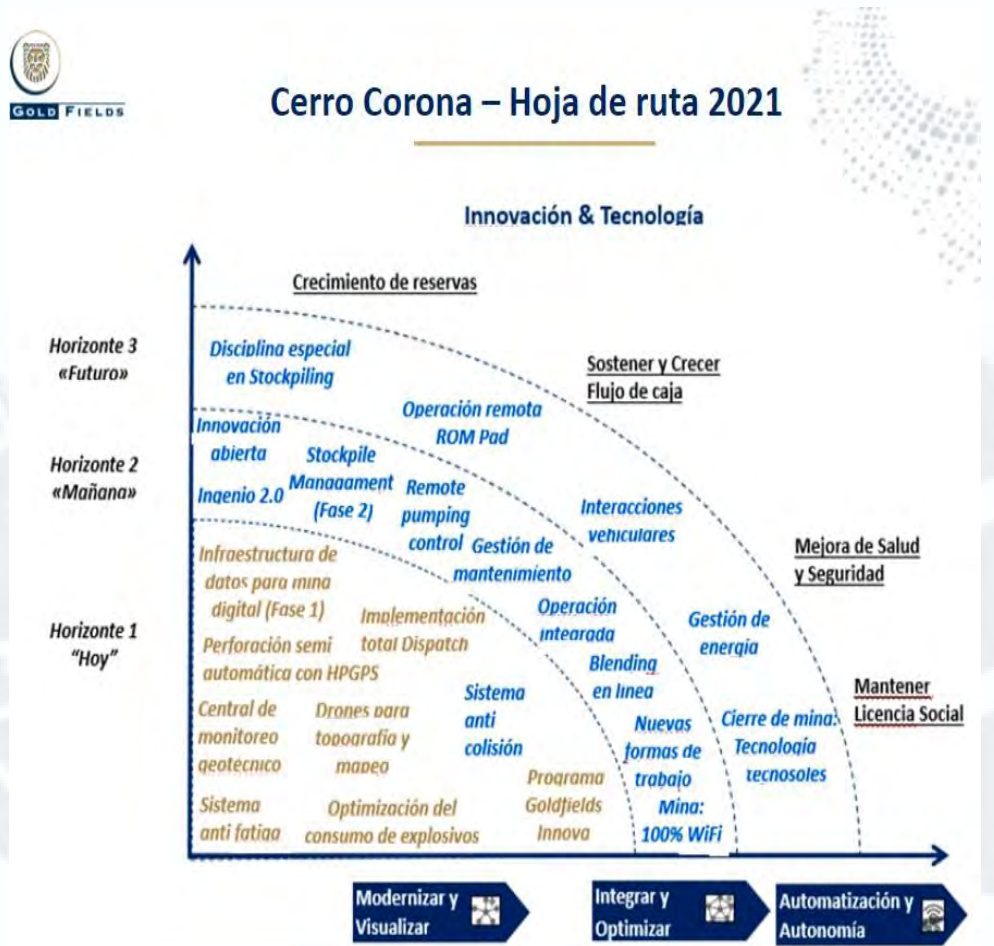 GOLD FIELDS
Cerro Corona – Hoja de ruta 2021
Innovación & Tecnología
Crecimiento de reservas
Sostener y Crecer
Flujo de caja
Mejora de Salud
y Seguridad
Mantener
Licencia Social
Horizonte 3
«Futuro»
Disciplina especial
en Stockpiling
Operación remota
ROM Pad
Interacciones
vehiculares
Gestión de
energía
Cierre de mina:
Tecnología
tecnosoles
Horizonte 2
«Mañana»
Innovación
abierta
Ingenio 2.0
Stockpile
Managament
(Fase 2)
Remote
pumping
control
Gestión de
mantenimiento
Operación
integrada
Blending
en línea
Nuevas
formas de
trabajo
Mina:
100% WiFi
Horizonte 1
“Hoy”
Infraestructura de
datos para mina
digital (Fase 1)
Implementación
total Dispatch
Perforación semi
automática con HPGPS
Central de
monitoreo
geotécnico
Drones para
topografía y
mapeo
Sistema
anti
colisión
Sistema
anti fatiga
Optimización del
consumo de explosivos
Programa
Goldfields
Innova
Modernizar y
Visualizar
Integrar y
Optimizar
Automatización y
Autonomía